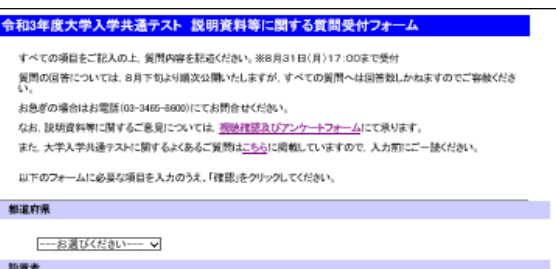 令和3年度大学入学共通テスト 説明資料等に関する質問受付フォーム
すべての項目をご記入の上、質問内容を記述ください。※8月31日(月)17:00まで受付
質問の回答については、8月下旬より順次公開いたしますが、すべての質問へは回答致しかねますのでご容赦くださ
い。
お急ぎの場合はお電話(03-3465-8600)にてお問合せください。
なお、説明資料等に関するご意見については、視聴確認及びアンケートフォームにて承ります。
また、大学入学共通テストに関するよくあるご質問はこちらに掲載していますので、入力前にご一読ください。
以下のフォームに必要な項目を入力のうえ、「確認」をクリックしてください。
都道府県
---お選びください---
設置者